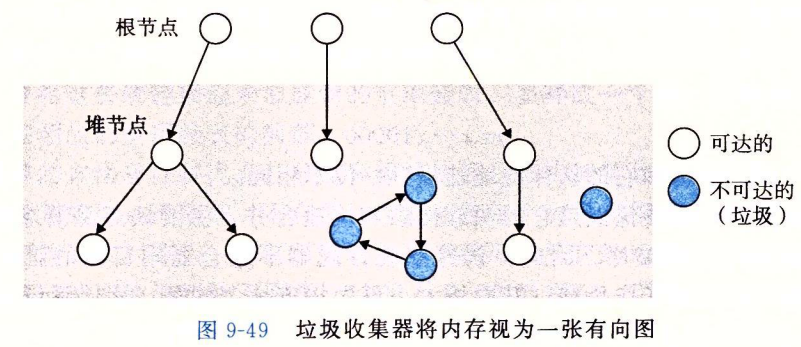 根节点
堆节点
可达的
不可达的
（垃圾）
图 9-49 垃圾收集器将内存视为一张有向图